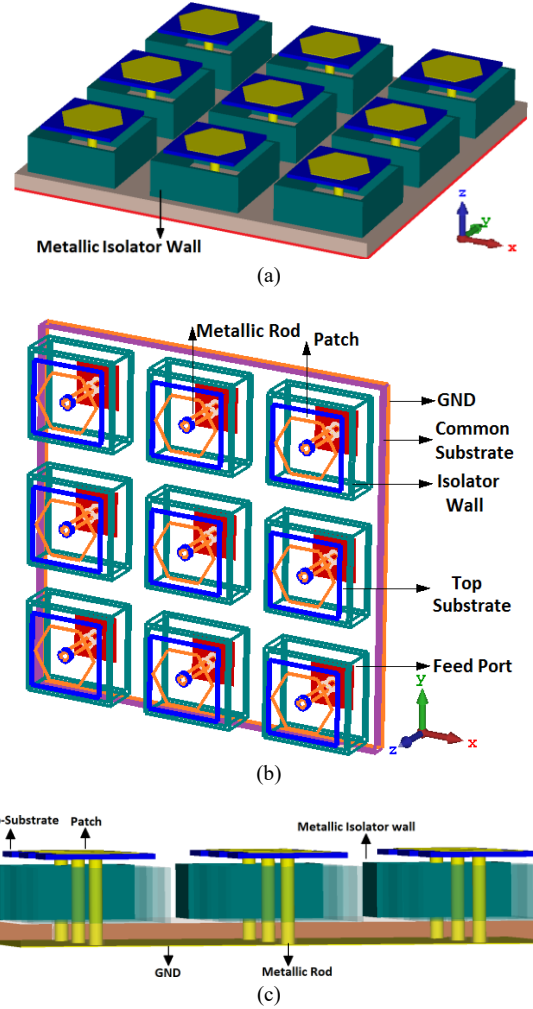 z
y
x
Metallic Isolator Wall
(a)
Metallic Rod
Patch
GND
Common
Substrate
Isolator
Wall
Top
Substrate
Feed Port
y
x
z
(b)
-Substrate
Patch
Metallic Isolator wall
GND
Metallic Rod
(c)